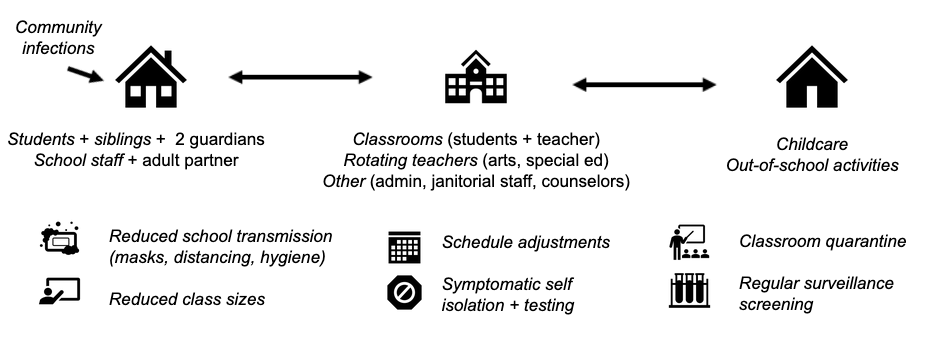 Community
infections
Students + siblings + 2 guardians
School staff + adult partner
Classrooms (students + teacher)
Rotating teachers (arts, special ed)
Other (admin, janitorial staff, counselors)
Childcare
Out-of-school activities
Reduced school transmission
(masks, distancing, hygiene)
Reduced class sizes
Schedule adjustments
Symptomatic self
isolation + testing
Classroom quarantine
Regular surveillance
screening